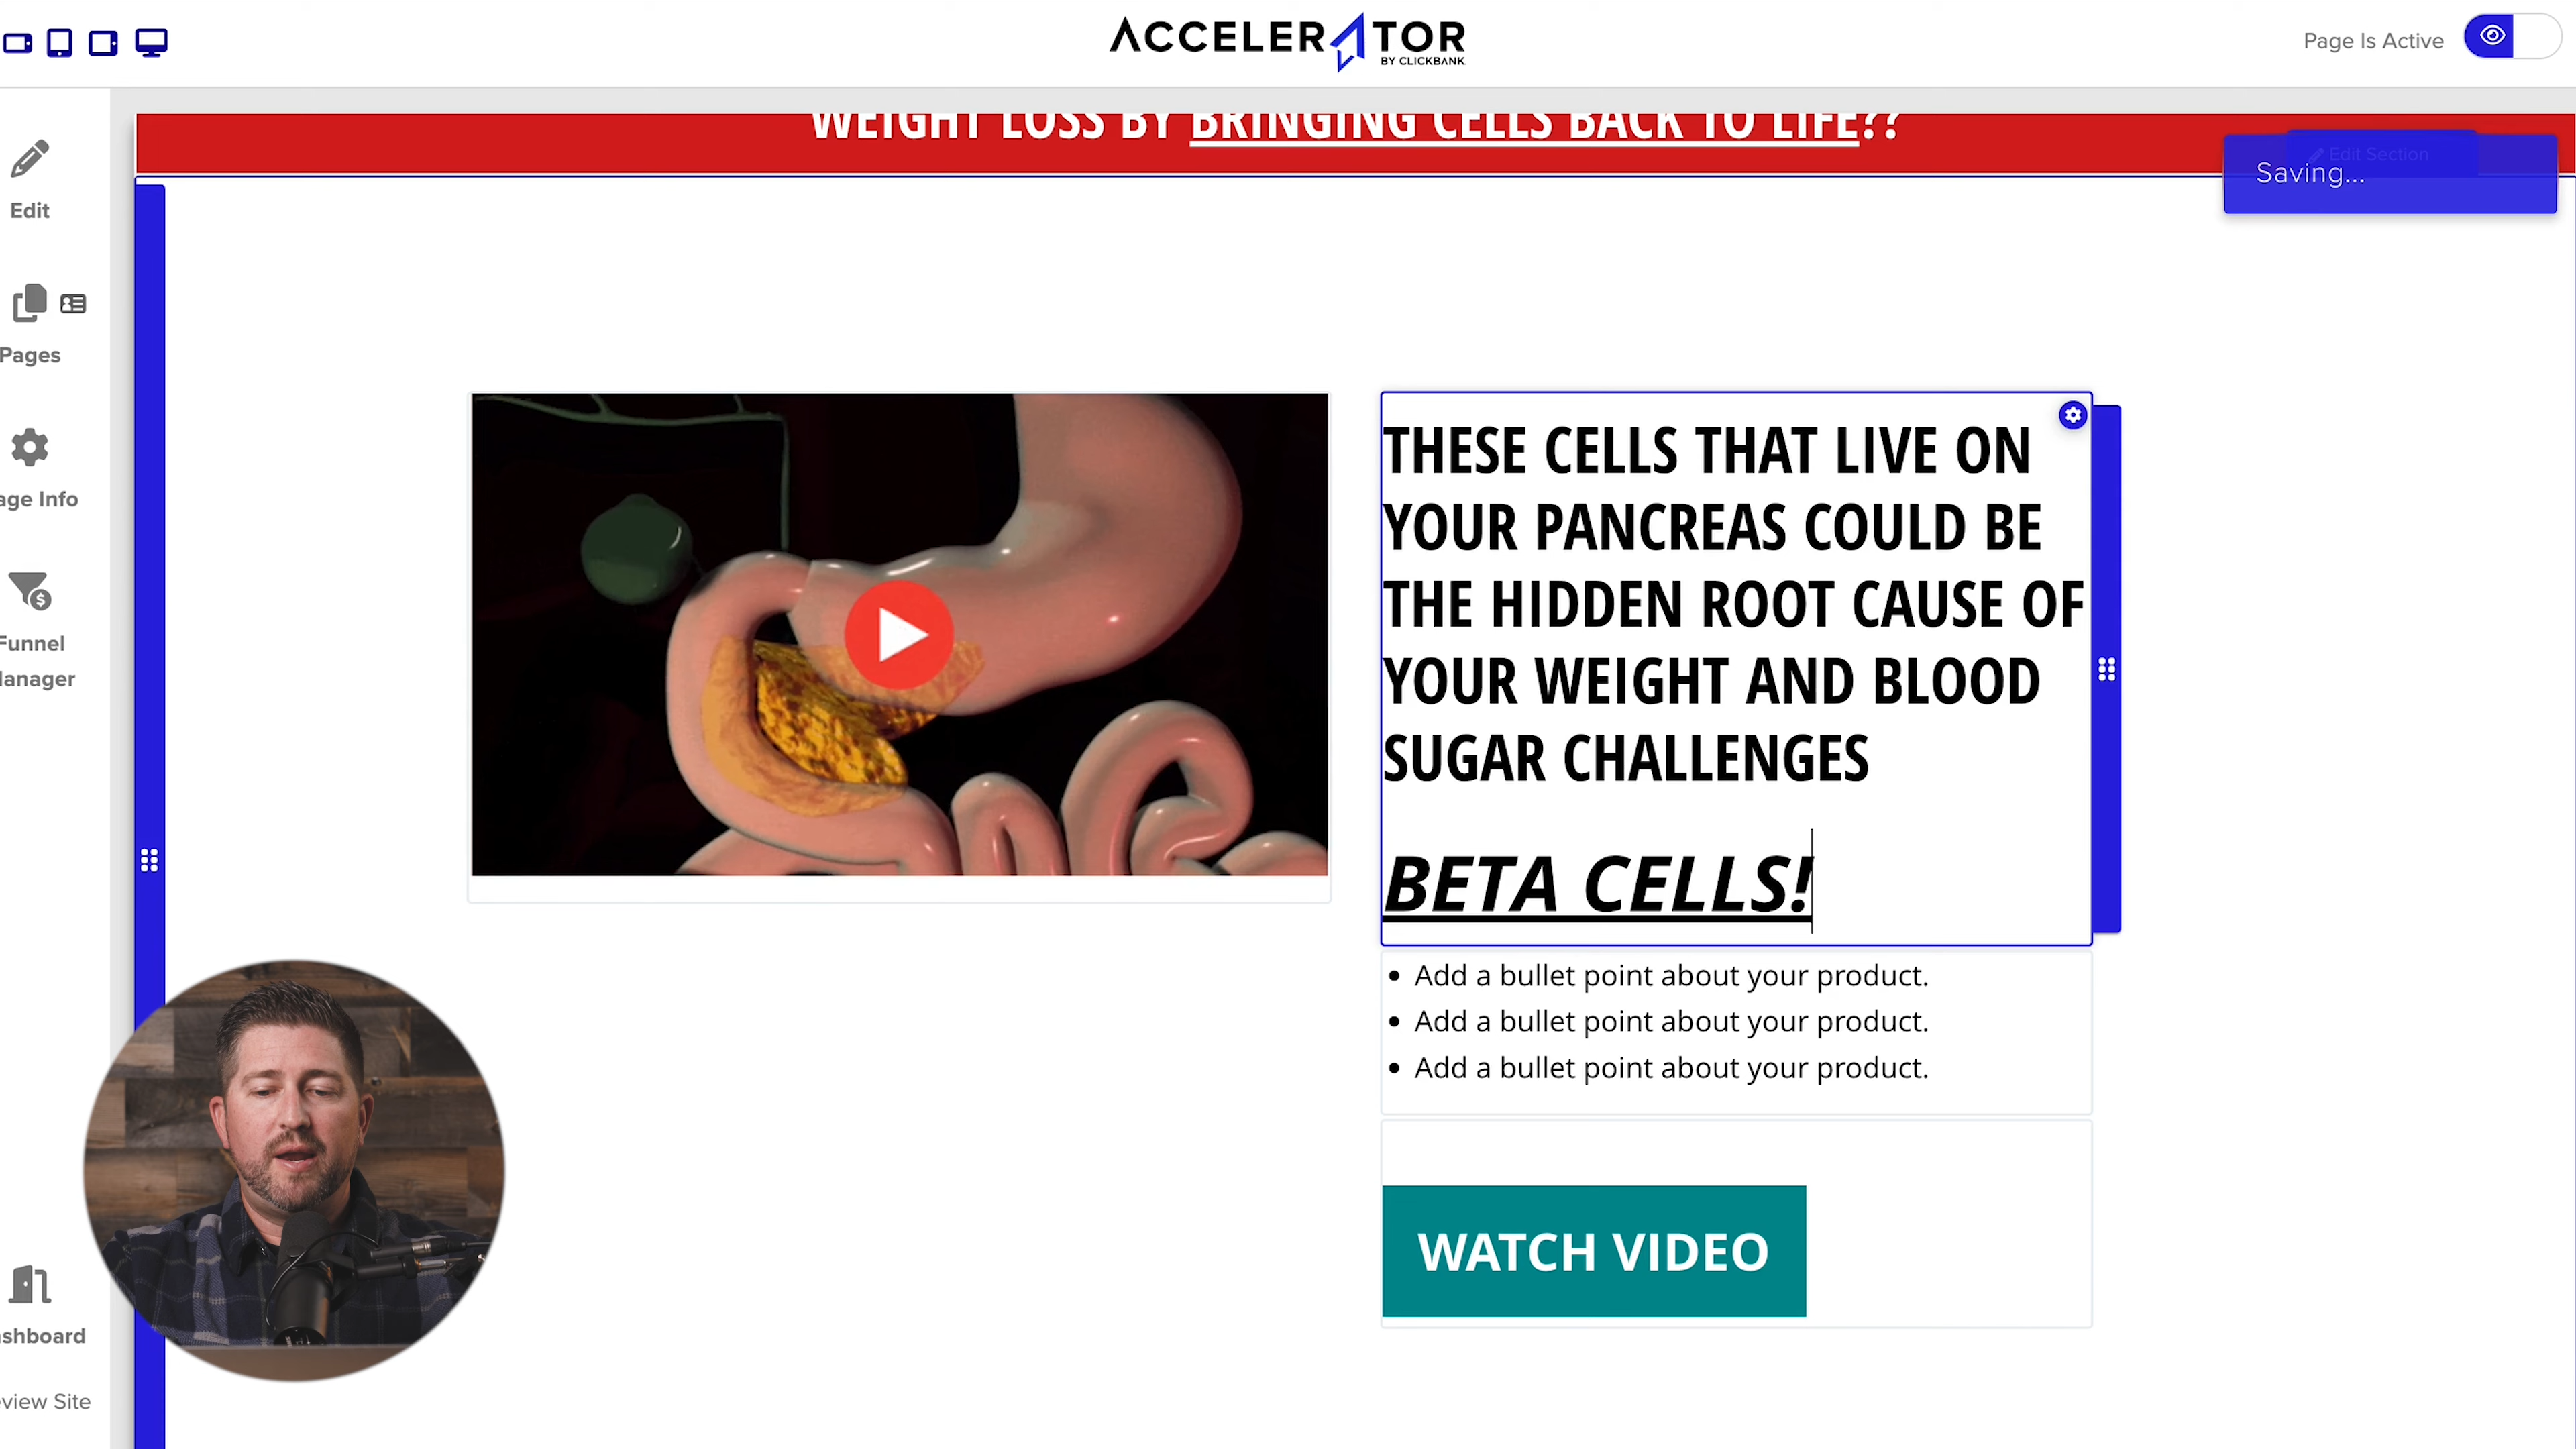 ACCELERATOR
BY CLICKBANK
Page Is Active
WEIGHT LOSS BY BRINGING CELLS BACK TO LIFE??
Edit Section
Saving...
Edit
Pages
age Info
Funnel
anager
THESE CELLS THAT LIVE ON
YOUR PANCREAS COULD BE
THE HIDDEN ROOT CAUSE OF
YOUR WEIGHT AND BLOOD
SUGAR CHALLENGES
BETA CELLS!
• Add a bullet point about your product.
• Add a bullet point about your product.
• Add a bullet point about your product.
WATCH VIDEO
shboard
view Site